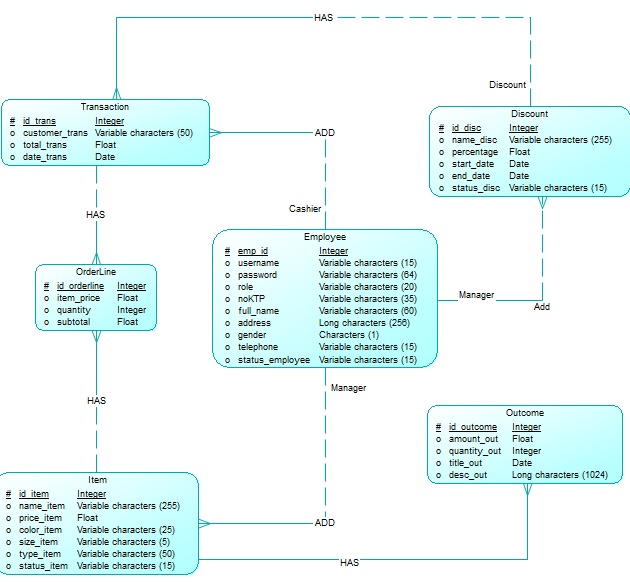 HAS
Discount
Transaction
# id_trans Integer
o customer_trans Variable characters (50)
o total_trans Float
o date_trans Date
Discount
# id_disc Integer
o name_disc Variable characters (255)
o percentage Float
o start_date Date
o end_date Date
o status_disc Variable characters (15)
ADD
HAS
Cashier
Employee
# emp_id Integer
o username Variable characters (15)
o password Variable characters (64)
o role Variable characters (20)
o noKTP Variable characters (35)
o full_name Variable characters (60)
o address Long characters (256)
o gender Characters (1)
o telephone Variable characters (15)
o status_employee Variable characters (15)
OrderLine
# id_orderline Integer
o item_price Float
o quantity Integer
o subtotal Float
Manager
Add
Manager
HAS
Outcome
# id_outcome Integer
o amount_out Float
o quantity_out Integer
o title_out Date
o desc_out Long characters (1024)
Item
# id_item Integer
o name_item Variable characters (255)
o price_item Float
o color_item Variable characters (25)
o size_item Variable characters (5)
o type_item Variable characters (50)
o status_item Variable characters (15)
ADD
HAS